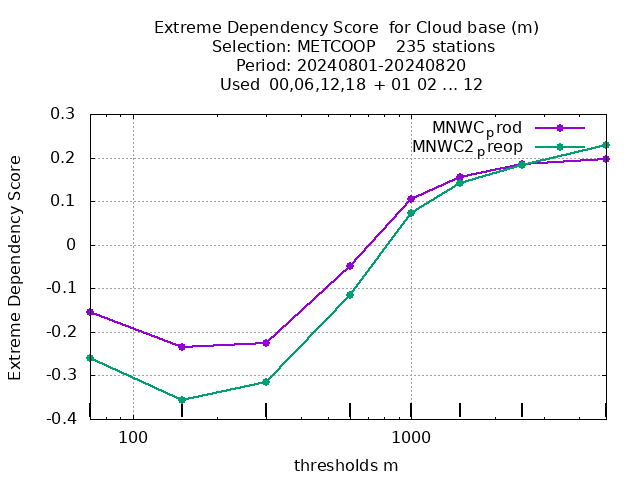 Extreme Dependency Score  for Cloud base (m)
Selection: METCOOP    235 stations
Period: 20240801-20240820
Used  00,06,12,18  + 01 02 ... 12
MNWCprod
MNWC2preop
0.3
0.2
0.1
0
-0.1
-0.2
-0.3
-0.4
Extreme Dependency Score
100
1000
thresholds m